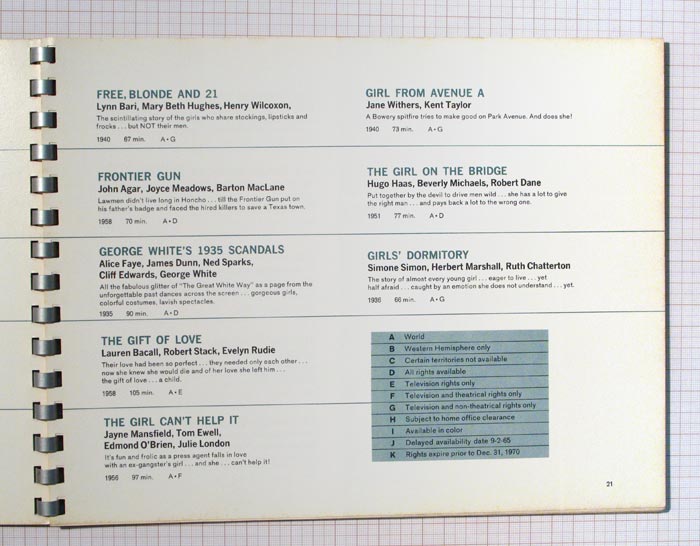 FREE, BLONDE AND 21
Lynn Bari, Mary Beth Hughes, Henry Wilcoxon,
The scintillating story of the girls who share stockings, lipsticks and
frocks . . . but NOT their men.
1940 67 min. A•G
FRONTIER GUN
John Agar, Joyce Meadows, Barton MacLane
Lawmen didn't live long in Honcho . . . till the Frontier Gun put on
his father's badge and faced the hired killers to save a Texas town.
1958 70 min. A•D
GEORGE WHITE'S 1935 SCANDALS
Alice Faye, James Dunn, Ned Sparks,
Cliff Edwards, George White
All the fabulous glitter of "The Great White Way" as a page from the
unforgettable past dances across the screen . . . gorgeous girls,
colorful costumes, lavish spectacles.
1935 90 min. A•D
THE GIFT OF LOVE
Lauren Bacall, Robert Stack, Evelyn Rudie
Their love had been so perfect . . . they needed only each other . . .
now she knew she would die and of her love she left him . . .
the gift of love . . . a child.
1958 105 min. A•E
THE GIRL CAN'T HELP IT
Jayne Mansfield, Tom Ewell,
Edmond O'Brien, Julie London
It's fun and frolic as a press agent falls in love
with an ex-gangster's girl . . . and she . . . can't help it!
1956 97 min. A•F
GIRL FROM AVENUE A
Jane Withers, Kent Taylor
A Bowery spitfire tries to make good on Park Avenue. And does she!
1940 73 min. A•G
THE GIRL ON THE BRIDGE
Hugo Haas, Beverly Michaels, Robert Dane
Put together by the devil to drive men wild . . . she has a lot to give
the right man . . . and pays back a lot to the wrong one.
1951 77 min. A•D
GIRLS' DORMITORY
Simone Simon, Herbert Marshall, Ruth Chatterton
The story of almost every young girl . . . eager to live . . . yet
half afraid . . . caught by an emotion she does not understand . . . yet.
1936 66 min. A•G
A World
B Western Hemisphere only
C Certain territories not available
D All rights available
E Television rights only
F Television and theatrical rights only
G Television and non-theatrical rights only
H Subject to home office clearance
I Available in color
J Delayed availability date 9-2-65
K Rights expire prior to Dec. 31, 1970
21